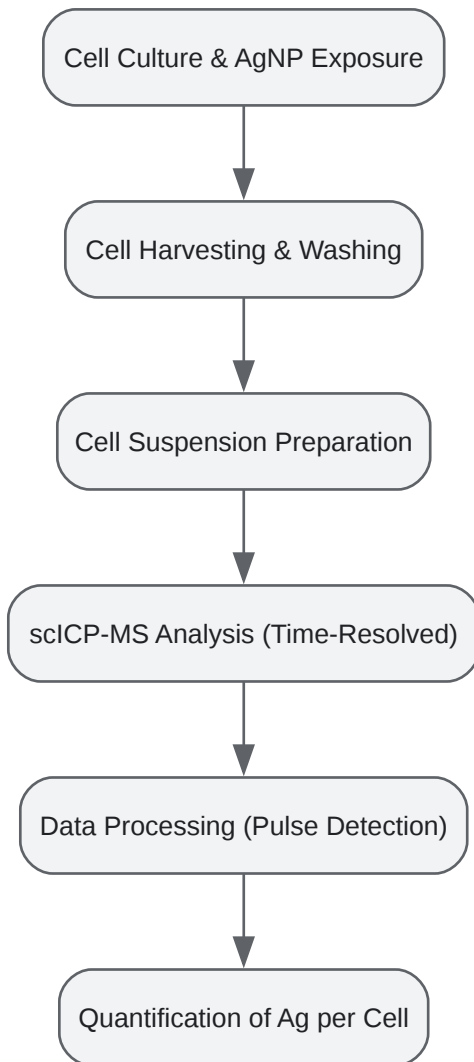 Cell Culture & AgNP Exposure
Cell Harvesting & Washing
Cell Suspension Preparation
scICP-MS Analysis (Time-Resolved)
Data Processing (Pulse Detection)
Quantification of Ag per Cell